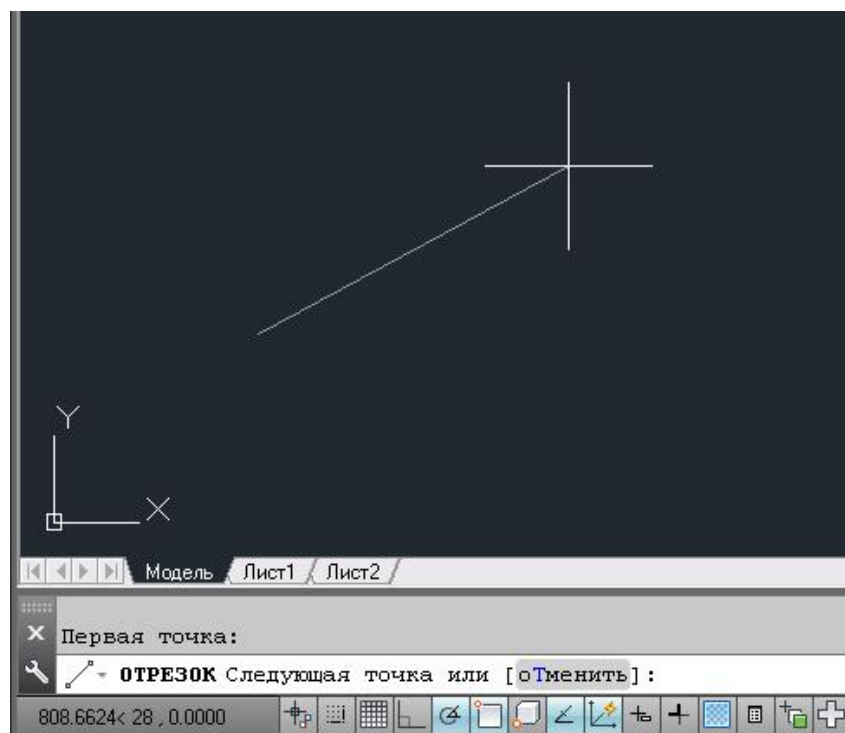 Y
X
Модель Лист1 Лист2
Первая точка:
ОТРЕЗОК Следующая точка или [оТменить]:
808.6624< 28 , 0.0000